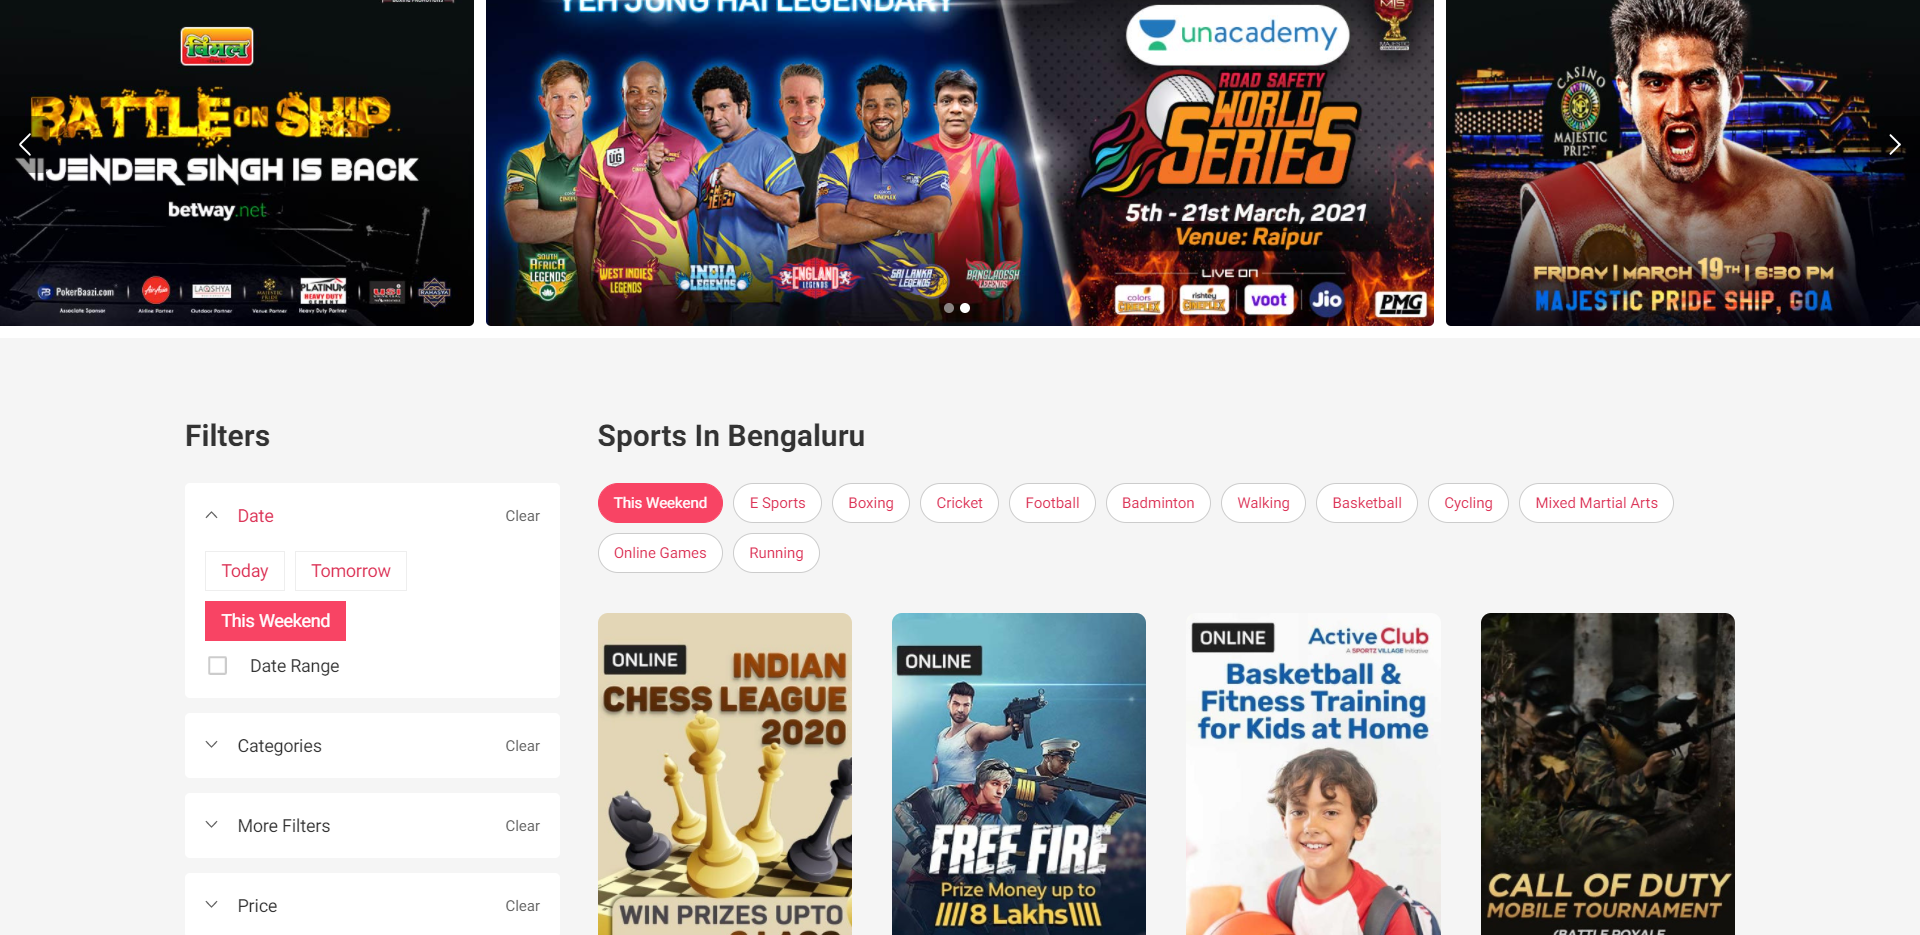 विमल
BATTLE ON SHIP
VIJENDER SINGH IS BACK
betway.net
PokerBaazi.com
Associate Sponsor
AirAsia
Airline Partner
LAQSHYA
Outdoor Partner
MAJESTIC PRIDE
Venue Partner
PLATINUM
HEAVY DUTY
CEMENT
Heavy Duty Partner
YEH JUNG HAI LEGENDARY
unacademy
ROAD SAFETY
WORLD
SERIES
5th - 21st March, 2021
Venue: Raipur
LIVE ON
colors
CINEPLEX
rishtey
CINEPLEX
voot
Jio
PMG
SOUTH
AFRICA
LEGENDS
WEST INDIES
LEGENDS
INDIA
LEGENDS
ENGLAND
LEGENDS
SRI LANKA
LEGENDS
BANGLADESH
LEGENDS
CASINO
MAJESTIC
PRIDE
FRIDAY | MARCH 19TH | 6:30 PM
MAJESTIC PRIDE SHIP, GOA
Filters
Date
Clear
Today
Tomorrow
This Weekend
Date Range
Categories
Clear
More Filters
Clear
Price
Clear
Sports In Bengaluru
This Weekend
E Sports
Boxing
Cricket
Football
Badminton
Walking
Basketball
Cycling
Mixed Martial Arts
Online Games
Running
ONLINE
INDIAN
CHESS LEAGUE
2020
WIN PRIZES UPTO
ONLINE
FREE FIRE
Prize Money up to
8 Lakhs
ONLINE
Active Club
A SPORTZ VILLAGE Initiative
Basketball &
Fitness Training
for Kids at Home
CALL OF DUTY
MOBILE TOURNAMENT
(BATTLE ROYALE